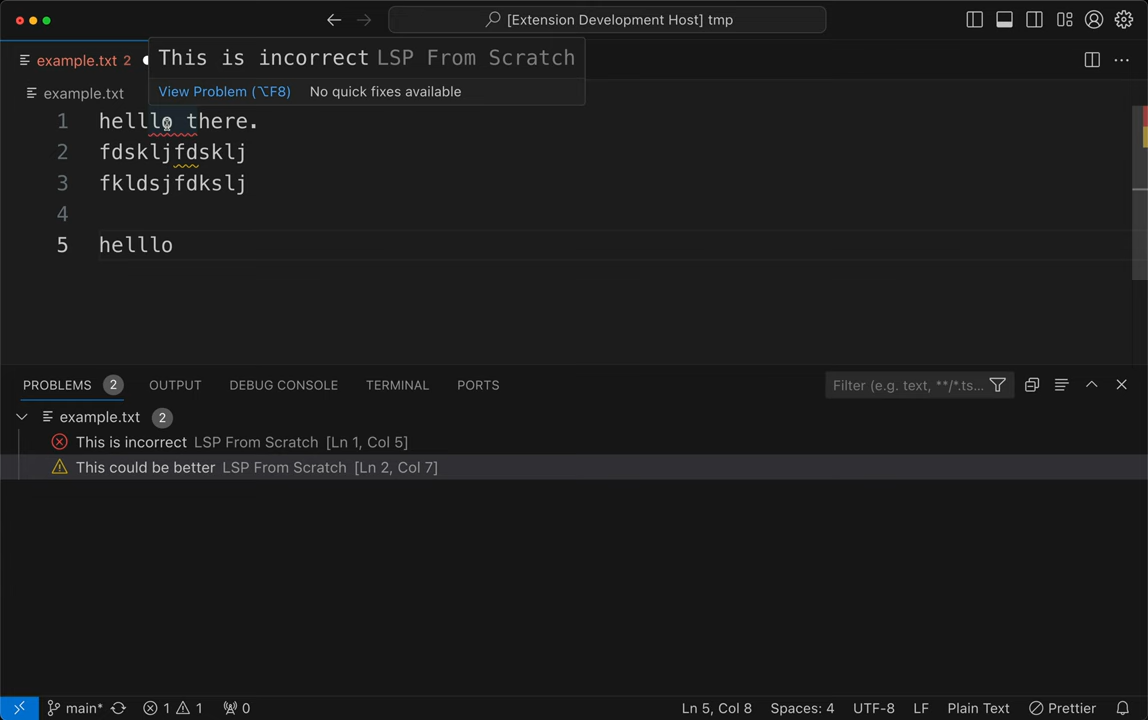 [Extension Development Host] tmp
example.txt 2
This is incorrect LSP From Scratch
View Problem (⌥F8) No quick fixes available
example.txt
1 helllo there.
2 fdskljfdsklj
3 fkldsjfdkslj
4
5 helllo
PROBLEMS 2 OUTPUT DEBUG CONSOLE TERMINAL PORTS Filter (e.g. text, **/*.ts...
example.txt 2
This is incorrect LSP From Scratch [Ln 1, Col 5]
This could be better LSP From Scratch [Ln 2, Col 7]
main* 1 1 0 Ln 5, Col 8 Spaces: 4 UTF-8 LF Plain Text Prettier